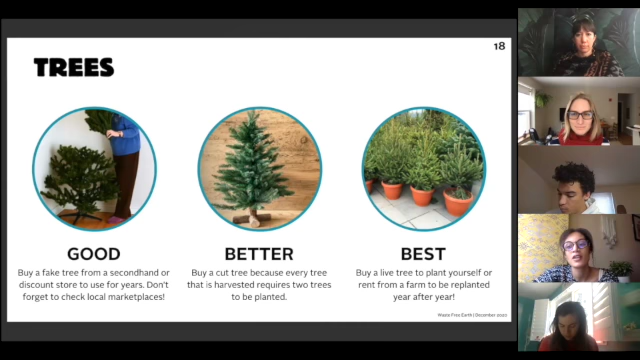 18
TREES
GOOD
Buy a fake tree from a secondhand or
discount store to use for years. Don't
forget to check local marketplaces!
BETTER
Buy a cut tree because every tree
that is harvested requires two trees
to be planted.
BEST
Buy a live tree to plant yourself or
rent from a farm to be replanted
year after year!
Waste Free Earth | December 2020